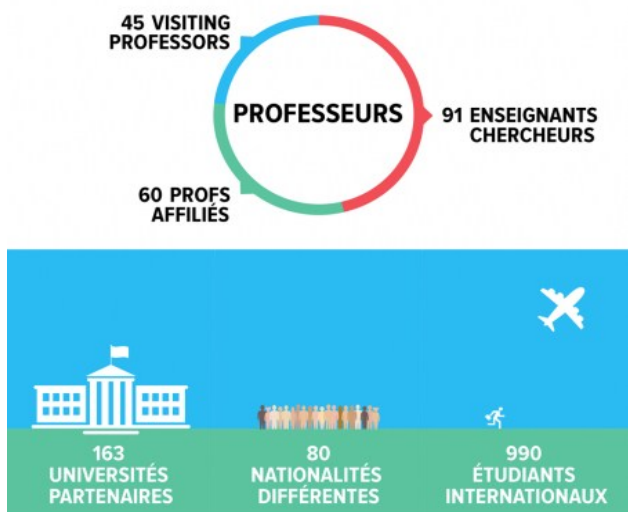 45 VISITING
PROFESSORS
PROFESSEURS
91 ENSEIGNANTS
CHERCHEURS
60 PROFS
AFFILIÉS
163
UNIVERSITÉS
PARTENAIRES
80
NATIONALITÉS
DIFFÉRENTES
990
ÉTUDIANTS
INTERNATIONAUX